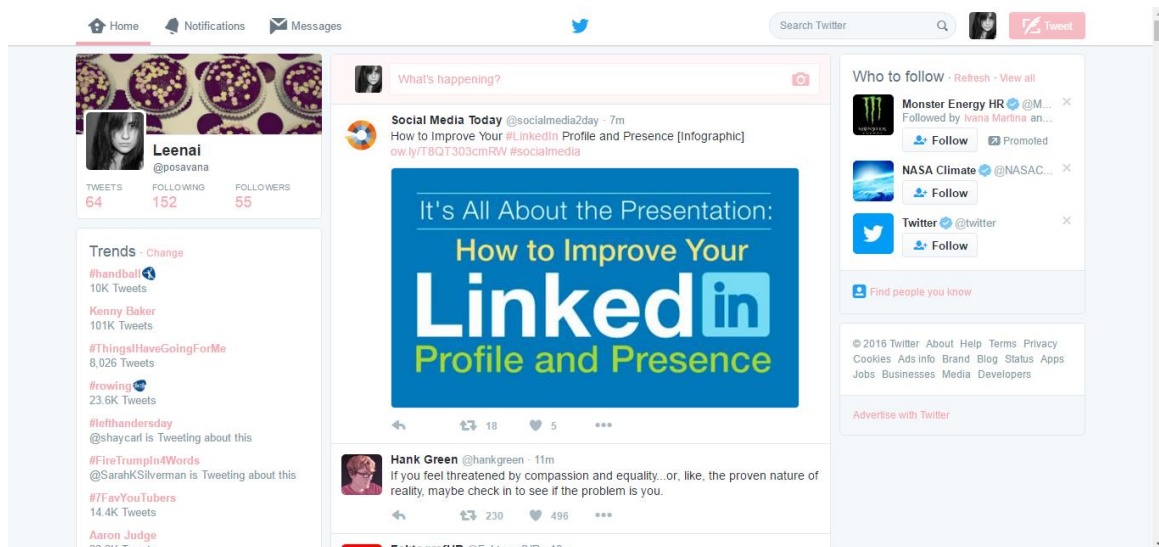 Home Notifications Messages
Search Twitter
Tweet
Leenai
@posavana
TWEETS FOLLOWING FOLLOWERS
64 152 55
Trends · Change
#handball
10K Tweets
Kenny Baker
101K Tweets
#ThingsIHaveGoingForMe
8,026 Tweets
#rowing
23.6K Tweets
#lefthandersday
@shaycarl is Tweeting about this
#FireTrumpIn4Words
@SarahKSilverman is Tweeting about this
#7FavYouTubers
14.4K Tweets
Aaron Judge
What's happening?
Social Media Today @socialmedia2day · 7m
How to Improve Your #LinkedIn Profile and Presence [Infographic]
ow.ly/T8QT303cmRW #socialmedia
It's All About the Presentation:
How to Improve Your
Linked in
Profile and Presence
18 5
Hank Green @hankgreen · 11m
If you feel threatened by compassion and equality...or, like, the proven nature of
reality, maybe check in to see if the problem is you.
230 496
Who to follow · Refresh · View all
Monster Energy HR @M...
Followed by Ivana Martina an...
Follow Promoted
NASA Climate @NASAC...
Follow
Twitter @twitter
Follow
Find people you know
© 2016 Twitter About Help Terms Privacy
Cookies Ads info Brand Blog Status Apps
Jobs Businesses Media Developers
Advertise with Twitter